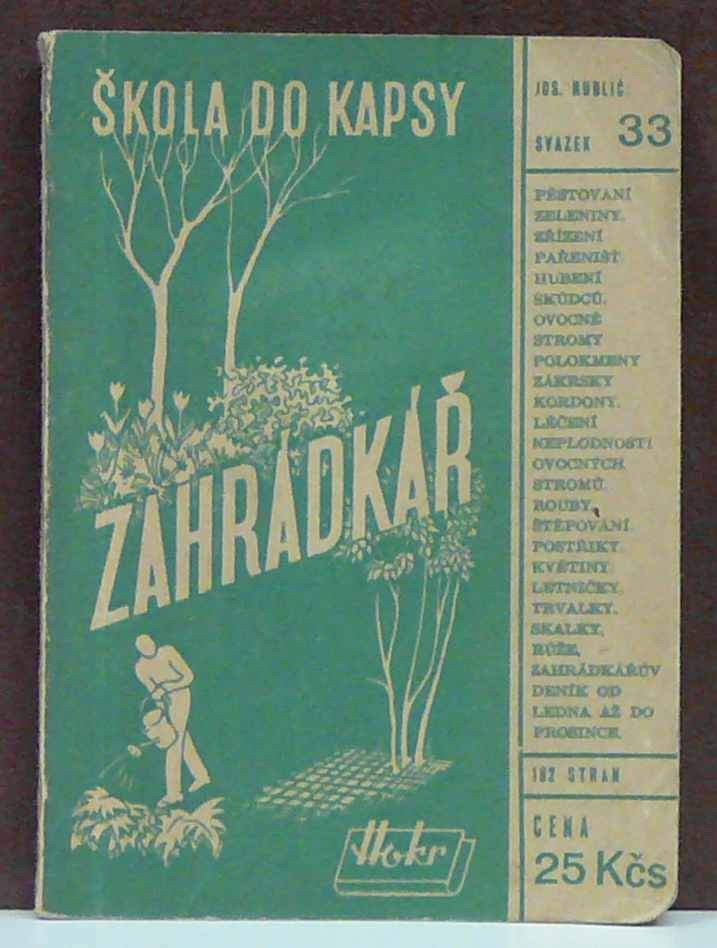 ŠKOLA DO KAPSY
ZAHRÁDKÁŘ
Hokr
JOS. RUBLIČ
SVAZEK 33
PĚSTOVANÍ
ZELENINY.
ZŘÍZENÍ
PAŘENIŠŤ
HUBENÍ
ŠKŮDCŮ.
OVOCNÉ
STROMY
POLOKMENY
ZÁKRSKY
KORDONY.
LÉČENÍ
NEPLODNOSTI
OVOCNÝCH
STROMŮ.
ROUBY,
ŠTĚPOVÁNÍ.
POSTŘIKY.
KVĚTINY
LETNIČKY,
TRVALKY.
SKALKY,
RŮŽE,
ZAHRÁDKÁŘŮV
DENÍK OD
LEDNA AŽ DO
PROSINCE
182 STRAN
CENA
25 Kčs